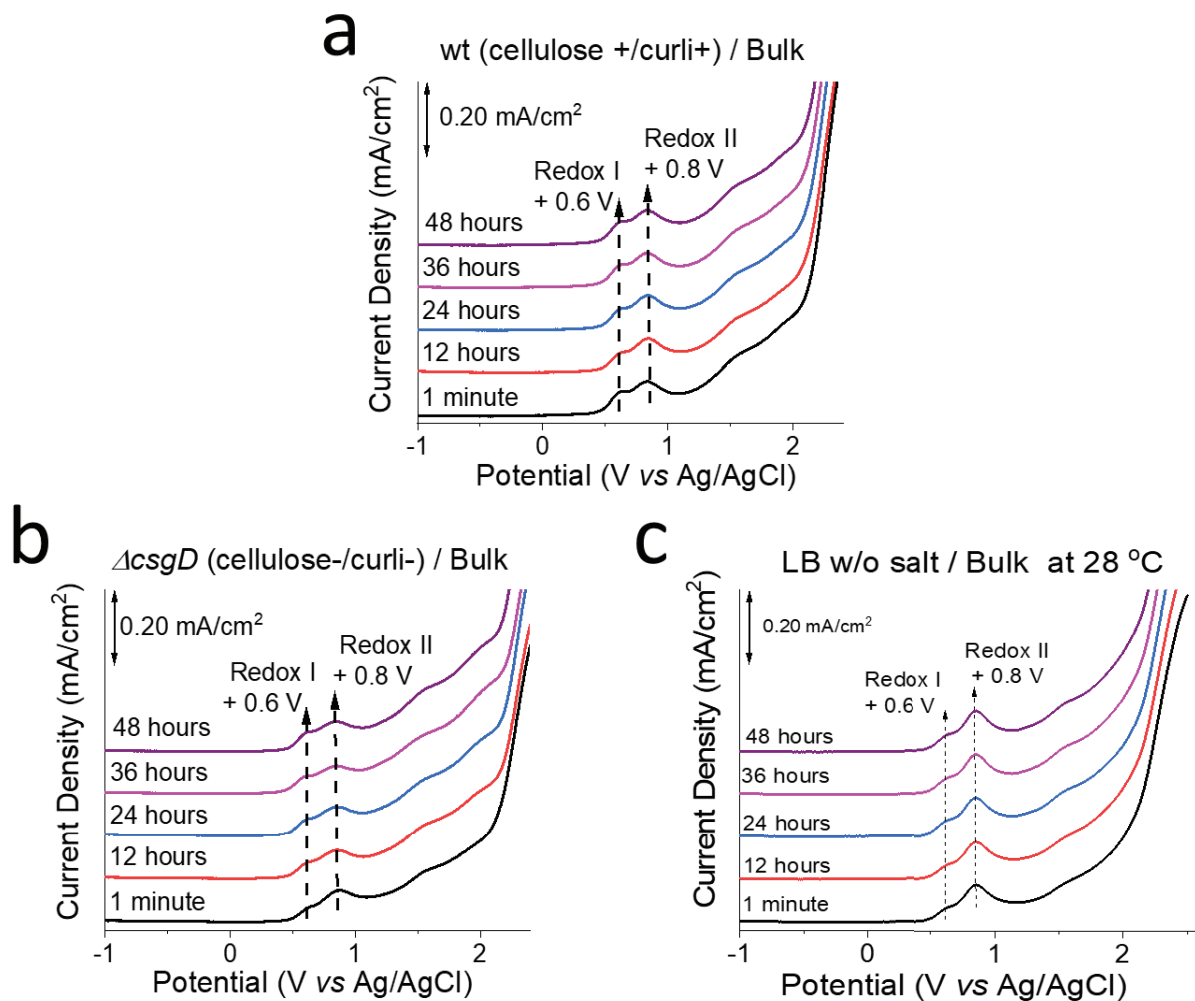 a
wt (cellulose +/curli+) / Bulk
0.20 mA/cm²
Redox I
+ 0.6 V
Redox II
+ 0.8 V
48 hours
36 hours
24 hours
12 hours
1 minute
Current Density (mA/cm²)
-1 0 1 2
Potential (V vs Ag/AgCl)
b
ΔcsgD (cellulose-/curli-) / Bulk
0.20 mA/cm²
Redox I
+ 0.6 V
Redox II
+ 0.8 V
48 hours
36 hours
24 hours
12 hours
1 minute
Current Density (mA/cm²)
-1 0 1 2
Potential (V vs Ag/AgCl)
c
LB w/o salt / Bulk at 28 °C
0.20 mA/cm²
Redox I
+ 0.6 V
Redox II
+ 0.8 V
48 hours
36 hours
24 hours
12 hours
1 minute
Current Density (mA/cm²)
-1 0 1 2
Potential (V vs Ag/AgCl)